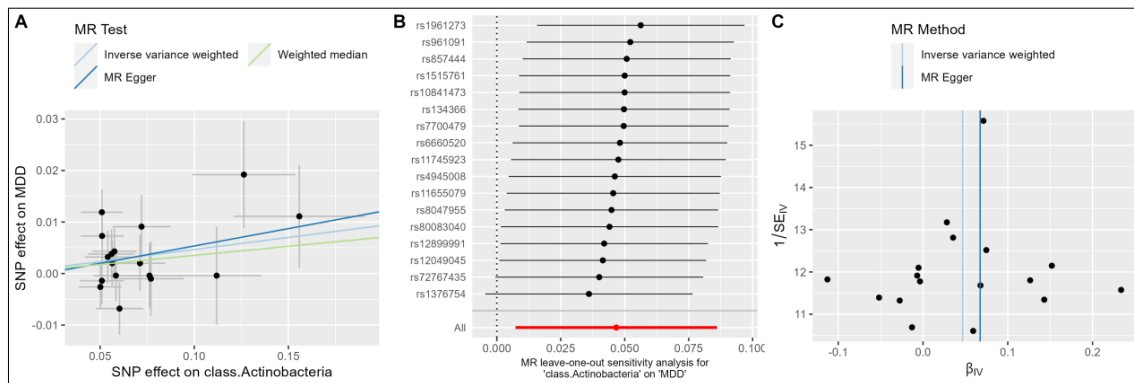 A
MR Test
Inverse variance weighted
Weighted median
MR Egger
0.03
0.02
0.01
0.00
-0.01
SNP effect on MDD
0.05
0.10
0.15
SNP effect on class.Actinobacteria
B
rs1961273
rs961091
rs857444
rs1515761
rs10841473
rs134366
rs7700479
rs6660520
rs11745923
rs4945008
rs11655079
rs8047955
rs80083040
rs12899991
rs12049045
rs72767435
rs1376754
All
0.000
0.025
0.050
0.075
0.100
MR leave-one-out sensitivity analysis for
'class.Actinobacteria' on 'MDD'
C
MR Method
Inverse variance weighted
MR Egger
15
14
13
12
11
1/SE_IV
-0.1
0.0
0.1
0.2
β_IV